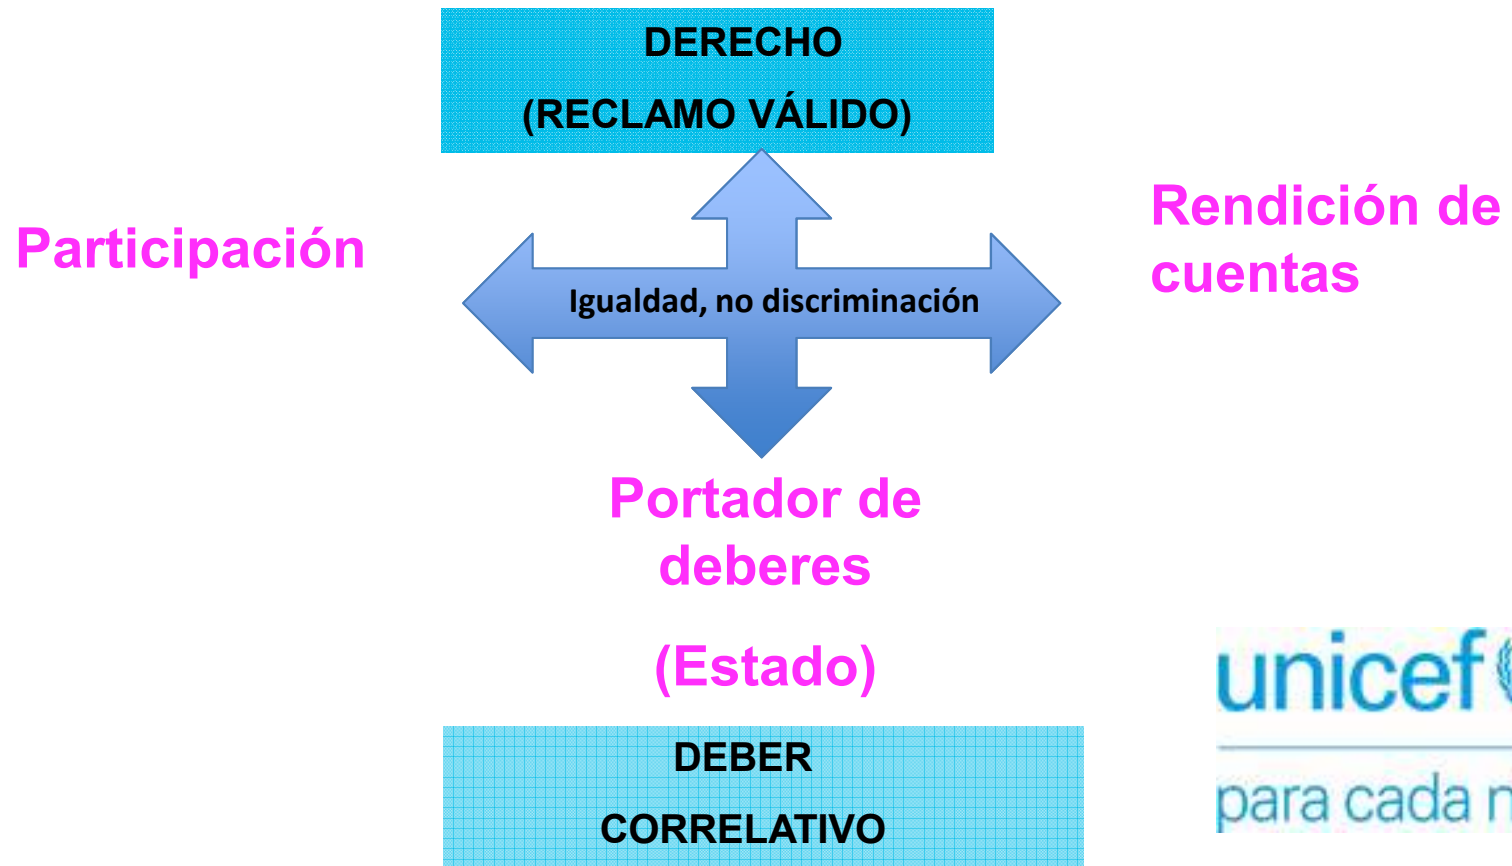 DERECHO
(RECLAMO VÁLIDO)
Participación
Rendición de
cuentas
Igualdad, no discriminación
Portador de
deberes
(Estado)
unicef
para cada n
DEBER
CORRELATIVO